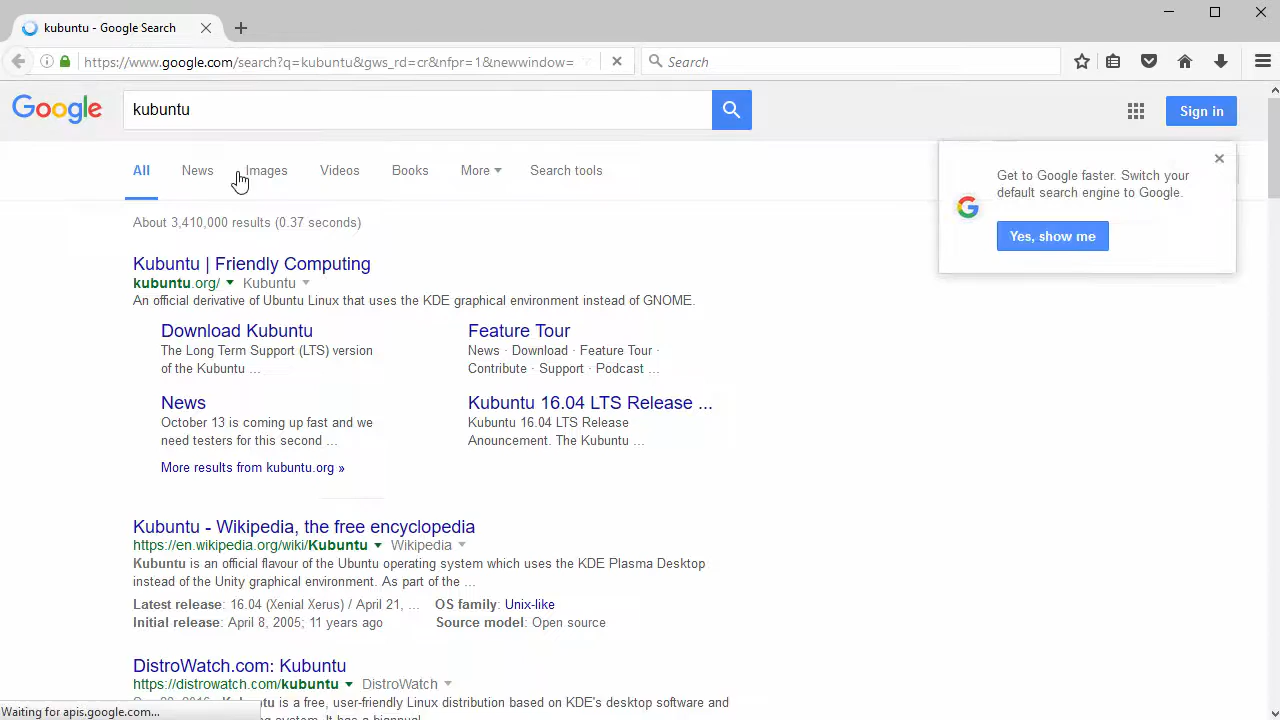 kubuntu - Google Search
https://www.google.com/search?q=kubuntu&gws_rd=cr&nfpr=1&newwindow=
Search
Google
kubuntu
Sign in
All News Images Videos Books More Search tools
Get to Google faster. Switch your
default search engine to Google.
Yes, show me
About 3,410,000 results (0.37 seconds)
Kubuntu | Friendly Computing
kubuntu.org/ Kubuntu
An official derivative of Ubuntu Linux that uses the KDE graphical environment instead of GNOME.
Download Kubuntu
The Long Term Support (LTS) version
of the Kubuntu ...
Feature Tour
News · Download · Feature Tour ·
Contribute · Support · Podcast ...
News
October 13 is coming up fast and we
need testers for this second ...
Kubuntu 16.04 LTS Release ...
Kubuntu 16.04 LTS Release
Anouncement. The Kubuntu ...
More results from kubuntu.org »
Kubuntu - Wikipedia, the free encyclopedia
https://en.wikipedia.org/wiki/Kubuntu Wikipedia
Kubuntu is an official flavour of the Ubuntu operating system which uses the KDE Plasma Desktop
instead of the Unity graphical environment. As part of the ...
Latest release: 16.04 (Xenial Xerus) / April 21, ... OS family: Unix-like
Initial release: April 8, 2005; 11 years ago Source model: Open source
DistroWatch.com: Kubuntu
https://distrowatch.com/kubuntu DistroWatch
is a free, user-friendly Linux distribution based on KDE's desktop software and
Waiting for apis.google.com...